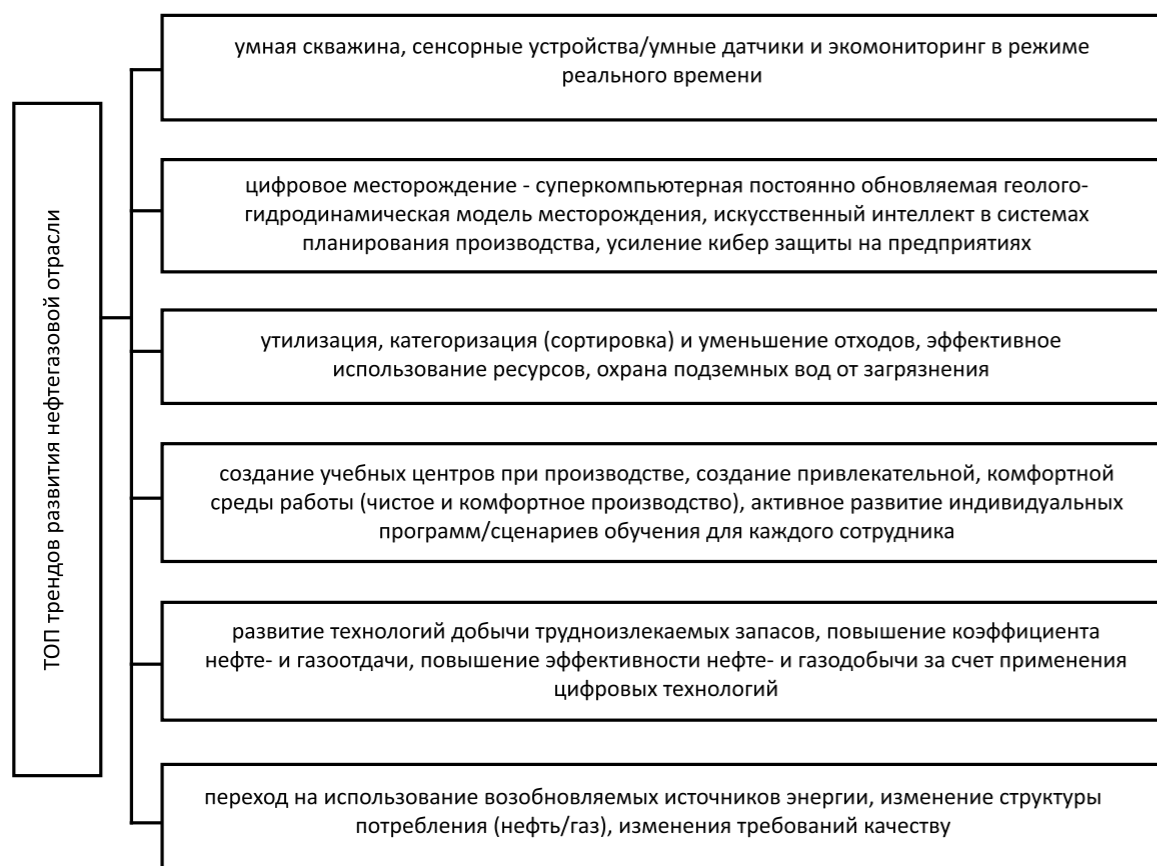 ТОП трендов развития нефтегазовой отрасли
умная скважина, сенсорные устройства/умные датчики и экомониторинг в режиме
реального времени
цифровое месторождение - суперкомпьютерная постоянно обновляемая геолого-
гидродинамическая модель месторождения, искусственный интеллект в системах
планирования производства, усиление кибер защиты на предприятиях
утилизация, категоризация (сортировка) и уменьшение отходов, эффективное
использование ресурсов, охрана подземных вод от загрязнения
создание учебных центров при производстве, создание привлекательной, комфортной
среды работы (чистое и комфортное производство), активное развитие индивидуальных
программ/сценариев обучения для каждого сотрудника
развитие технологий добычи трудноизлекаемых запасов, повышение коэффициента
нефте- и газоотдачи, повышение эффективности нефте- и газодобычи за счет применения
цифровых технологий
переход на использование возобновляемых источников энергии, изменение структуры
потребления (нефть/газ), изменения требований качеству